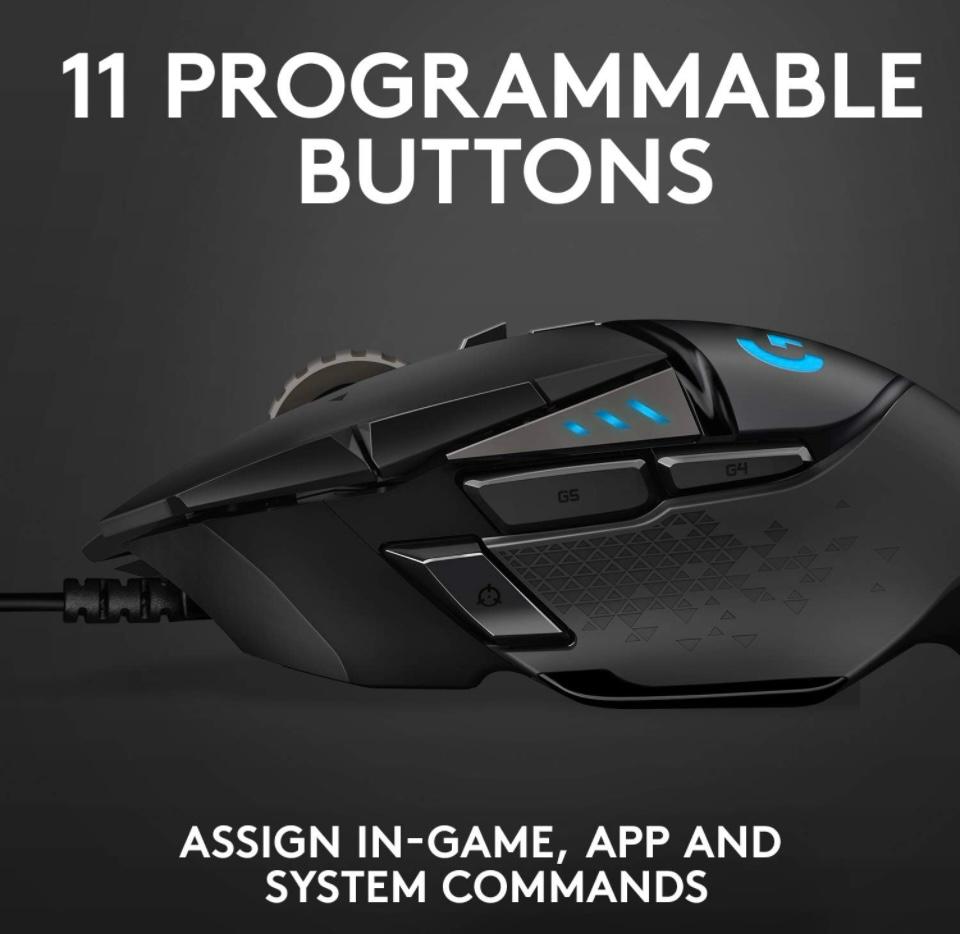 11 PROGRAMMABLE
BUTTONS
G5
G4
ASSIGN IN-GAME, APP AND
SYSTEM COMMANDS